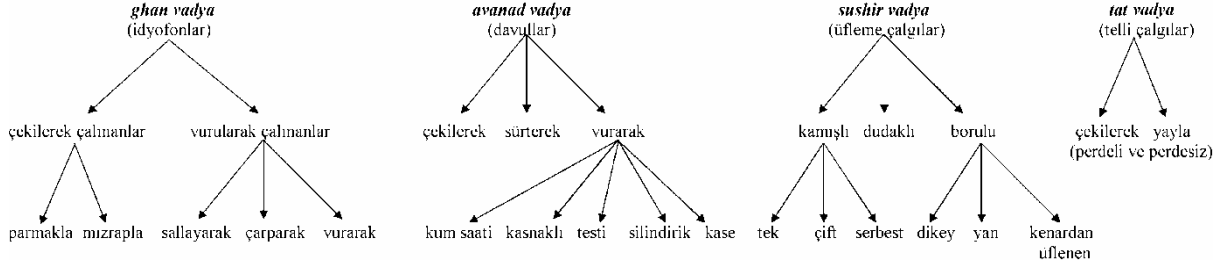 ghan vadya avanad vadya sushir vadya tat vadya
(idyofonlar) (davullar) (üfleme çalgılar) (telli çalgılar)
çekilerek çalınanlar vurularak çalınanlar çekilerek sürterek vurarak kamışlı dudaklı borulu çekilerek yayla
(perdeli ve perdesiz)
parmakla mızrapla sallayarak çarparak vurarak kum saati kasnaklı testi silindirik kase tek çift serbest dikey yan kenardan
üflenen